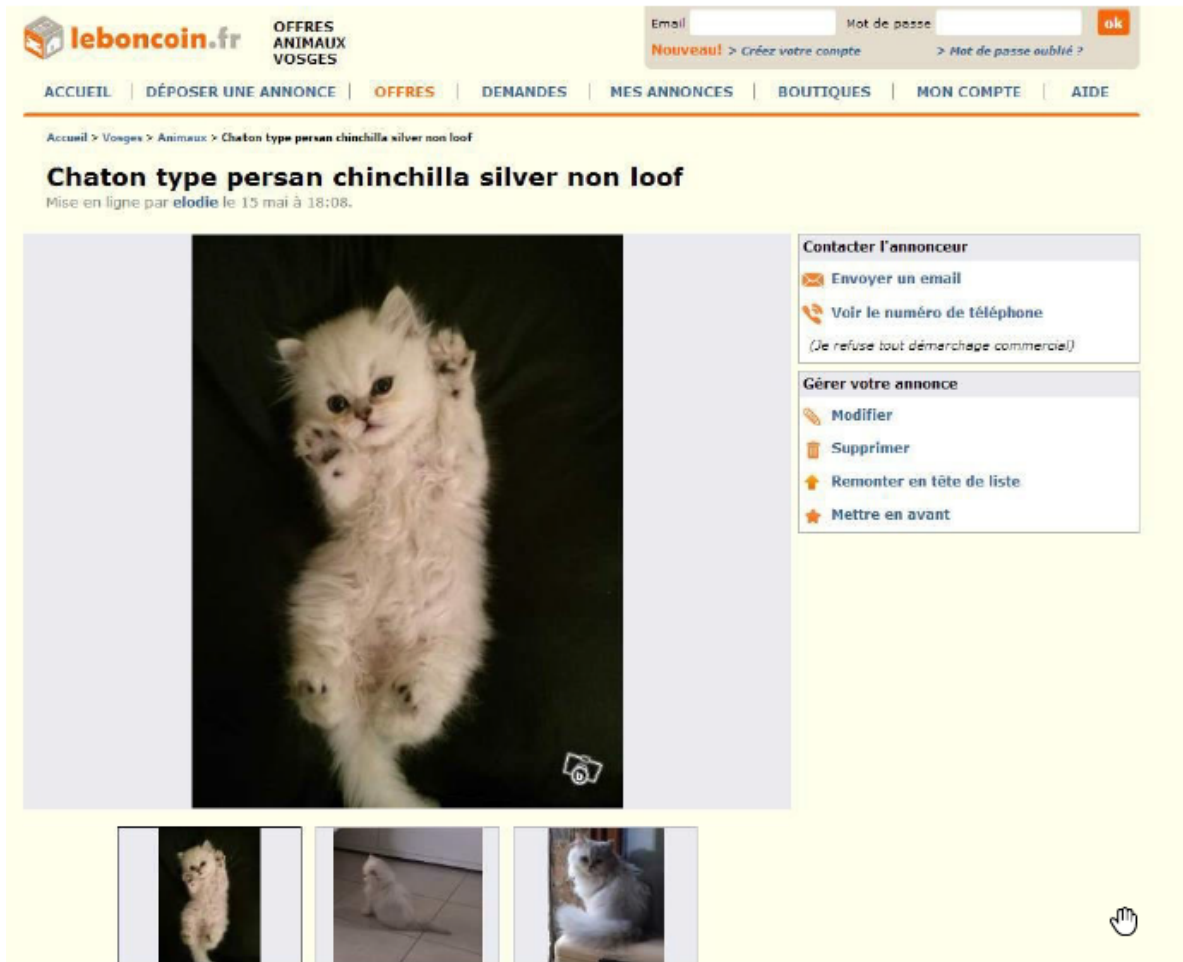 leboncoin.fr
OFFRES
ANIMAUX
VOSGES
Email
Mot de passe
ok
Nouveau! > Créez votre compte
> Mot de passe oublié ?
ACCUEIL | DÉPOSER UNE ANNONCE | OFFRES | DEMANDES | MES ANNONCES | BOUTIQUES | MON COMPTE | AIDE
Accueil > Vosges > Animaux > Chaton type persan chinchilla silver non loof
Chaton type persan chinchilla silver non loof
Mise en ligne par elodie le 15 mai à 18:08.
Contacter l'annonceur
Envoyer un email
Voir le numéro de téléphone
(Je refuse tout démarchage commercial)
Gérer votre annonce
Modifier
Supprimer
Remonter en tête de liste
Mettre en avant